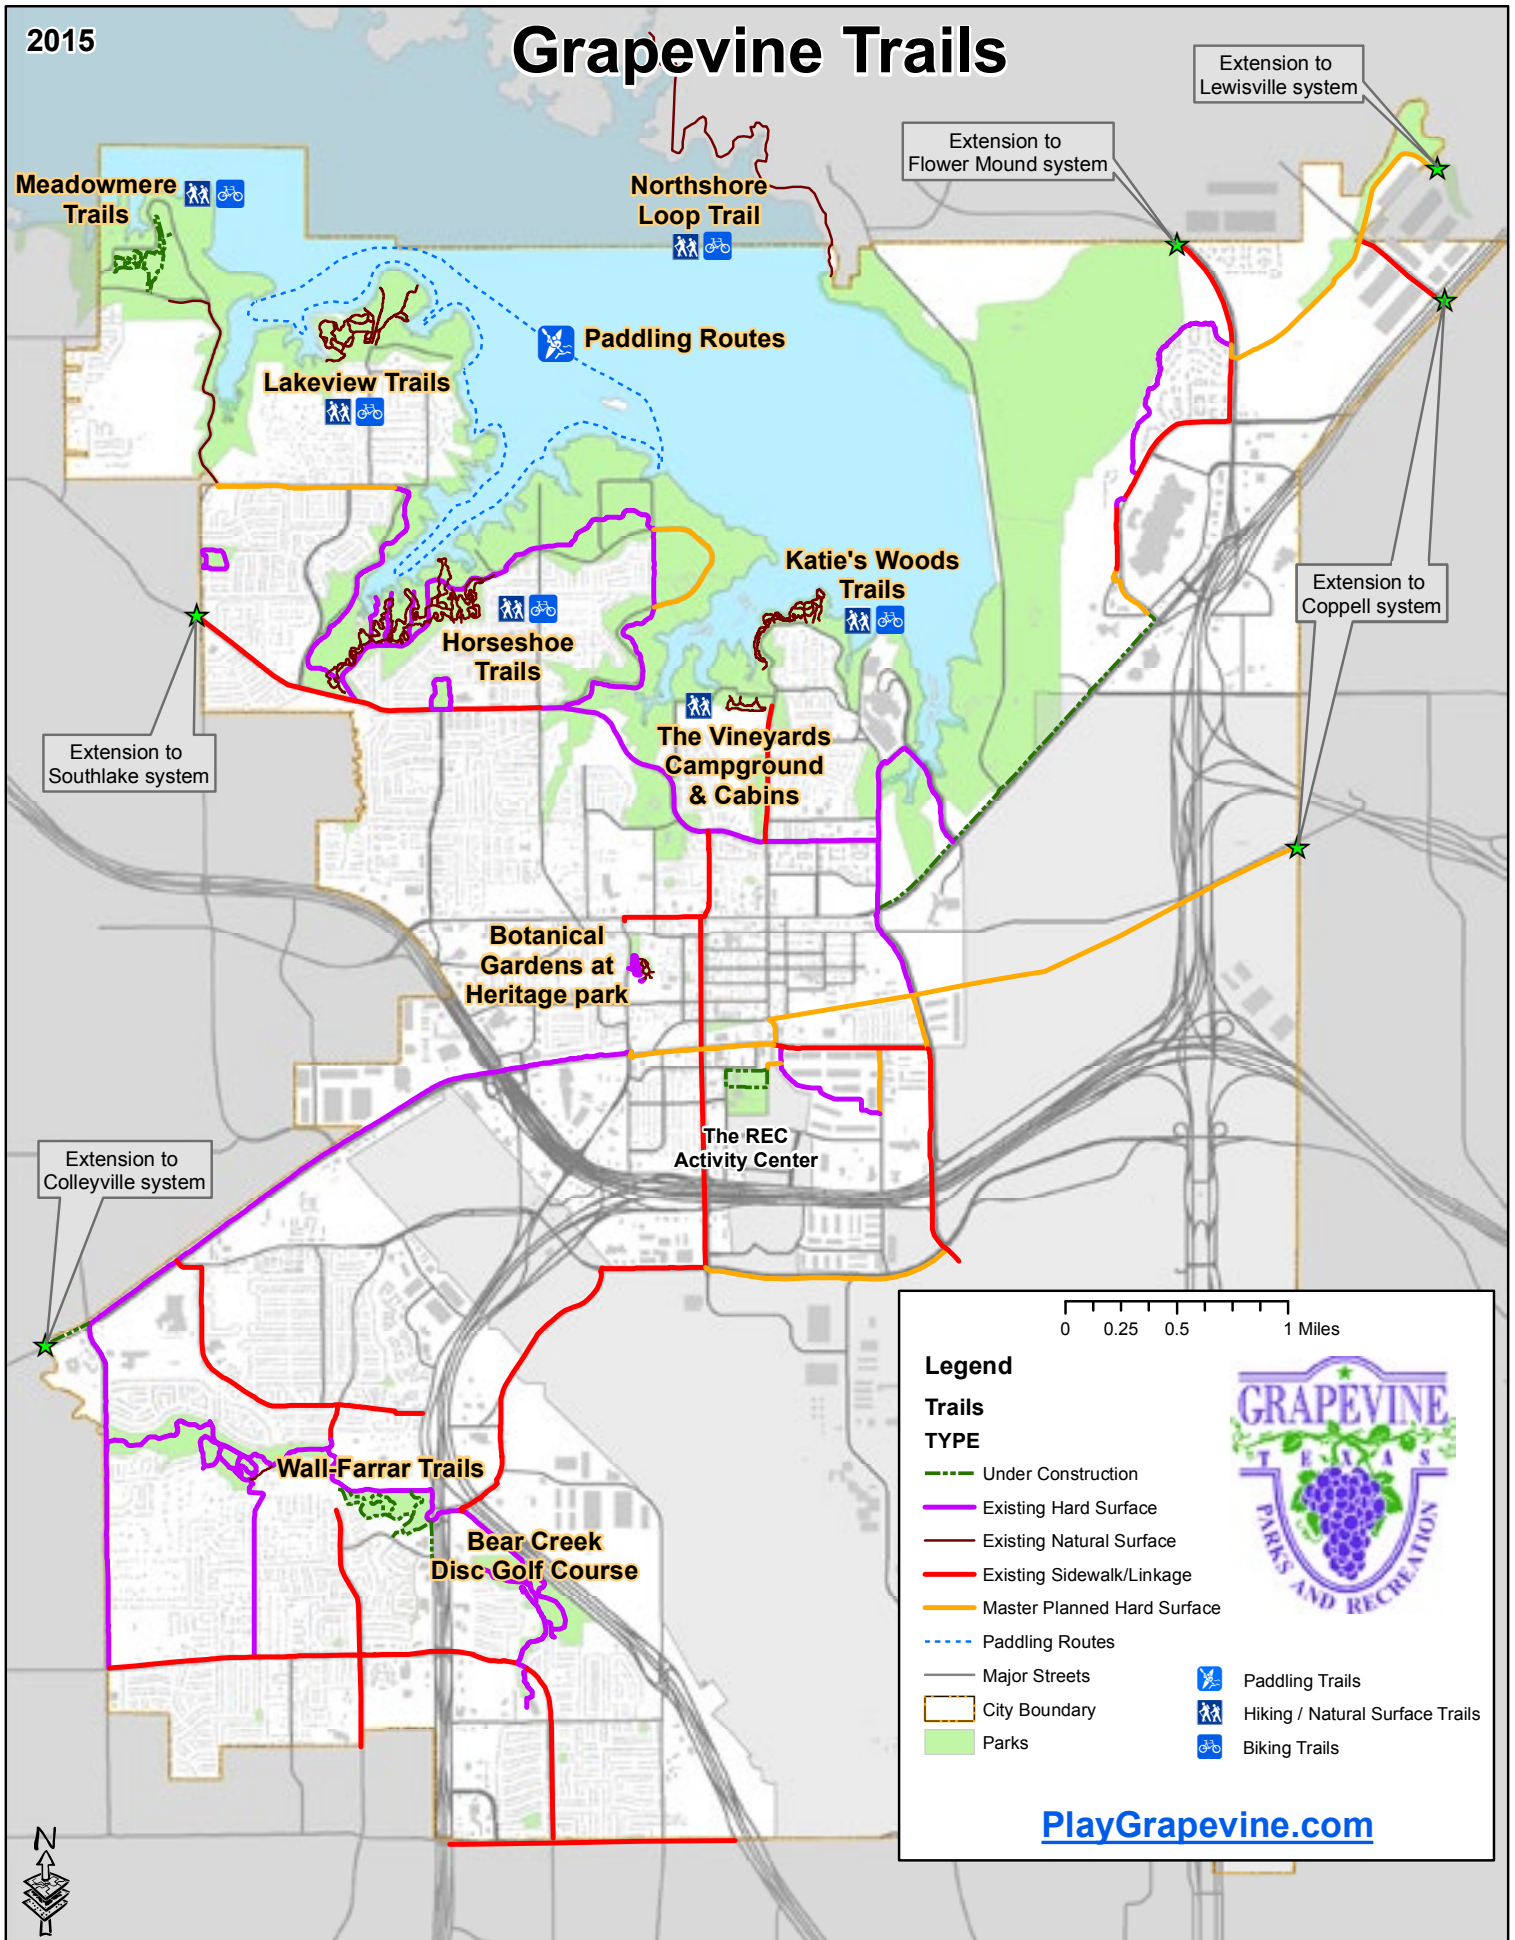 2015
Grapevine Trails
Extension to
Lewisville system
Extension to
Flower Mound system
Meadowmere
Trails
Northshore
Loop Trail
Paddling Routes
Lakeview Trails
Katie's Woods
Trails
Extension to
Coppell system
Horseshoe
Trails
Extension to
Southlake system
The Vineyards
Campground
& Cabins
Botanical
Gardens at
Heritage park
The REC
Activity Center
Extension to
Colleyville system
Wall-Farrar Trails
Bear Creek
Disc Golf Course
0 0.25 0.5 1 Miles
Legend
Trails
TYPE
Under Construction
Existing Hard Surface
Existing Natural Surface
Existing Sidewalk/Linkage
Master Planned Hard Surface
Paddling Routes
Major Streets
City Boundary
Parks
GRAPEVINE
TEXAS
PARKS AND RECREATION
Paddling Trails
Hiking / Natural Surface Trails
Biking Trails
PlayGrapevine.com
N